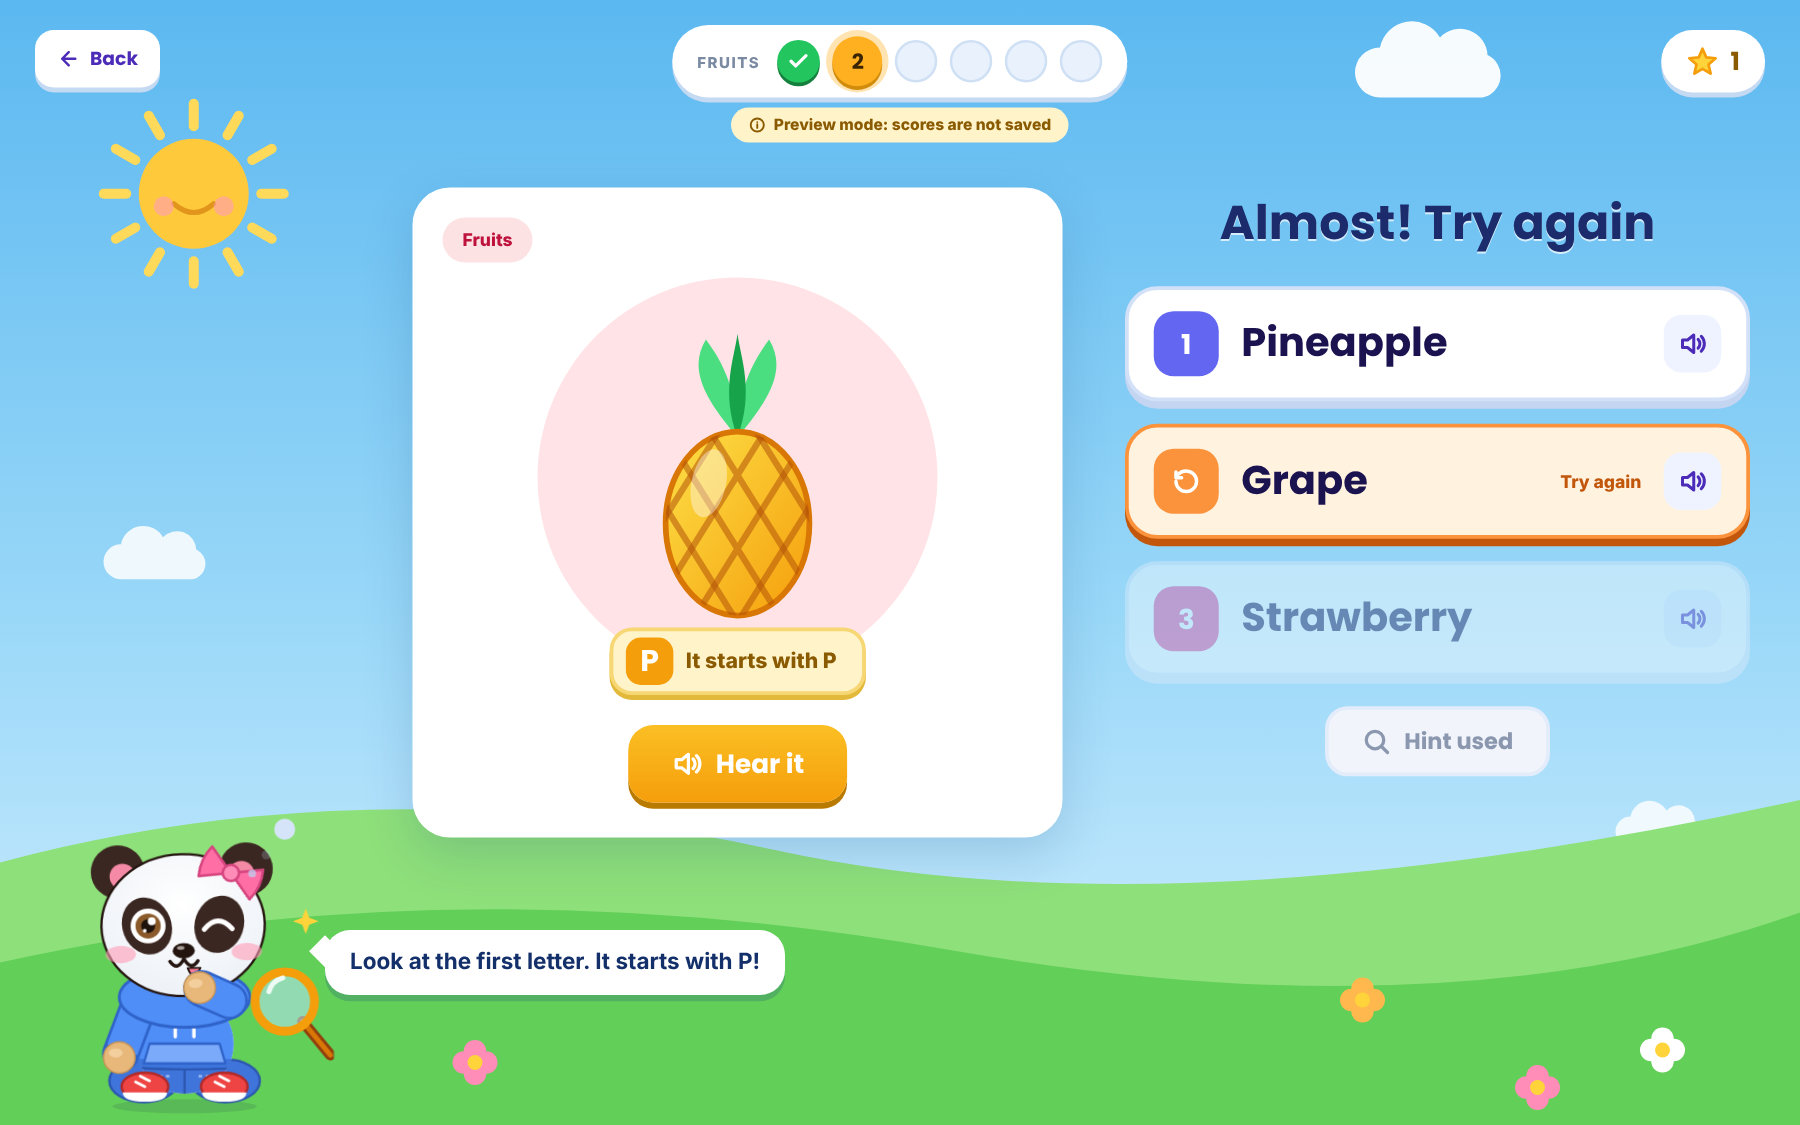 Back
FRUITS 2
1
Preview mode: scores are not saved
Fruits
P It starts with P
Hear it
Almost! Try again
1 Pineapple
Grape Try again
3 Strawberry
Hint used
Look at the first letter. It starts with P!